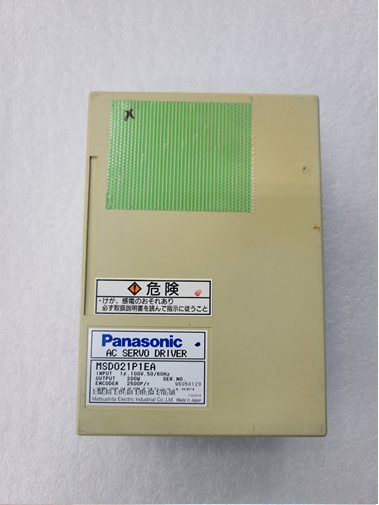 X
危険
・けが、感電のおそれあり
必ず取扱説明書を読んで指示に従うこと
Panasonic
AC SERVO DRIVER
MSD021P1EA
INPUT 1φ 100V 50/60Hz
OUTPUT 200W SER.NO.
ENCODER 2500P/r 96050129
Matsushita Electric Industrial Co.,Ltd. Made in Japan